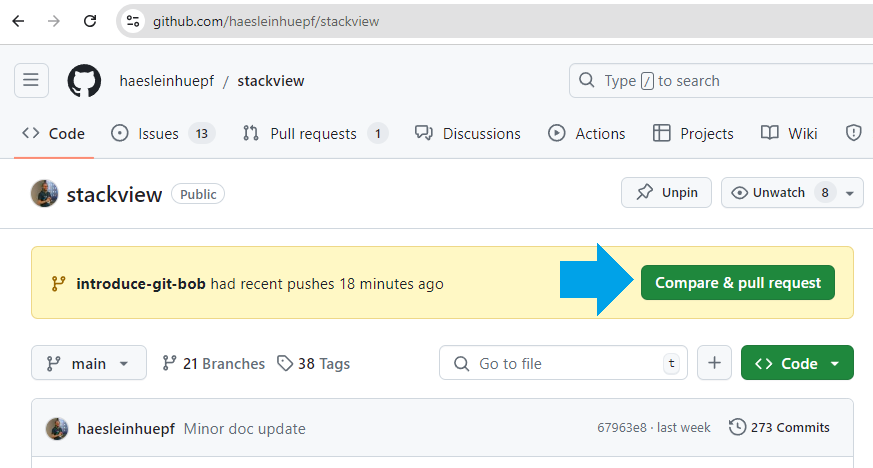 github.com/haesleinhuepf/stackview
haesleinhuepf / stackview
Type / to search
Code Issues 13 Pull requests 1 Discussions Actions Projects Wiki
stackview Public Unpin Unwatch 8
introduce-git-bob had recent pushes 18 minutes ago Compare & pull request
main 21 Branches 38 Tags Go to file t + Code
haesleinhuepf Minor doc update 67963e8 · last week 273 Commits